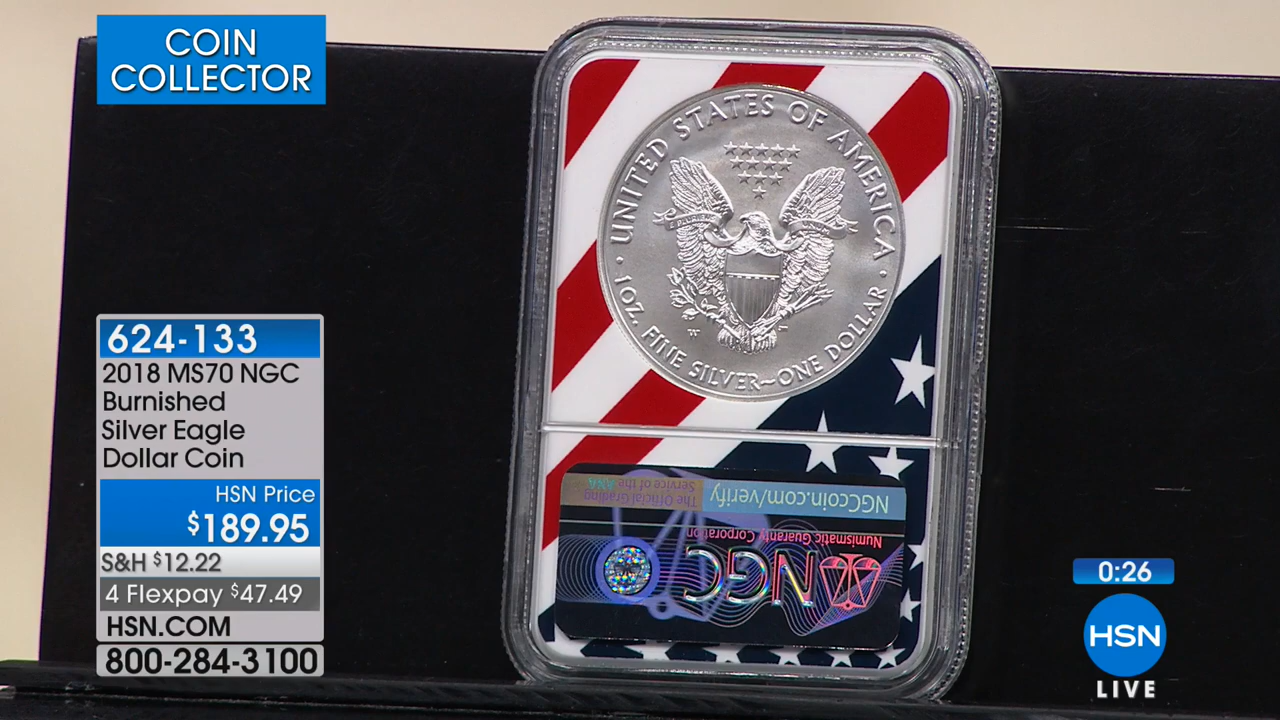 COIN
COLLECTOR
UNITED STATES OF AMERICA
E PLURIBUS
W
1 OZ. FINE SILVER~ONE DOLLAR
624-133
2018 MS70 NGC
Burnished
Silver Eagle
Dollar Coin
HSN Price
$189.95
S&H $12.22
4 Flexpay $47.49
HSN.COM
800-284-3100
NGCcoin.com/verify
The Official Grading
Service of the ANA
Numismatic Guaranty Corporation
NGC
0:26
HSN
LIVE